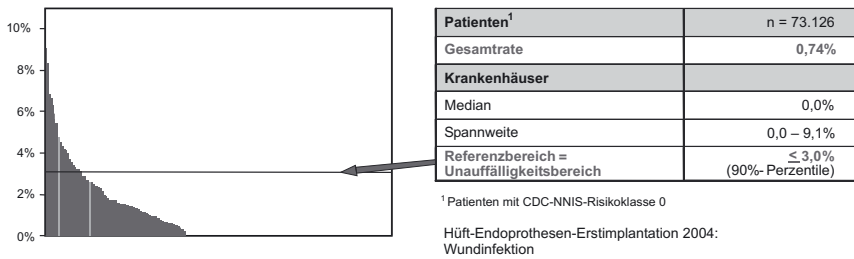 10%
8%
6%
4%
2%
0%
Patienten¹ n = 73.126
Gesamtrate 0,74%
Krankenhäuser
Median 0,0%
Spannweite 0,0 – 9,1%
Referenzbereich = ≤ 3,0%
Unauffälligkeitsbereich (90%- Perzentile)
¹ Patienten mit CDC-NNIS-Risikoklasse 0
Hüft-Endoprothesen-Erstimplantation 2004:
Wundinfektion